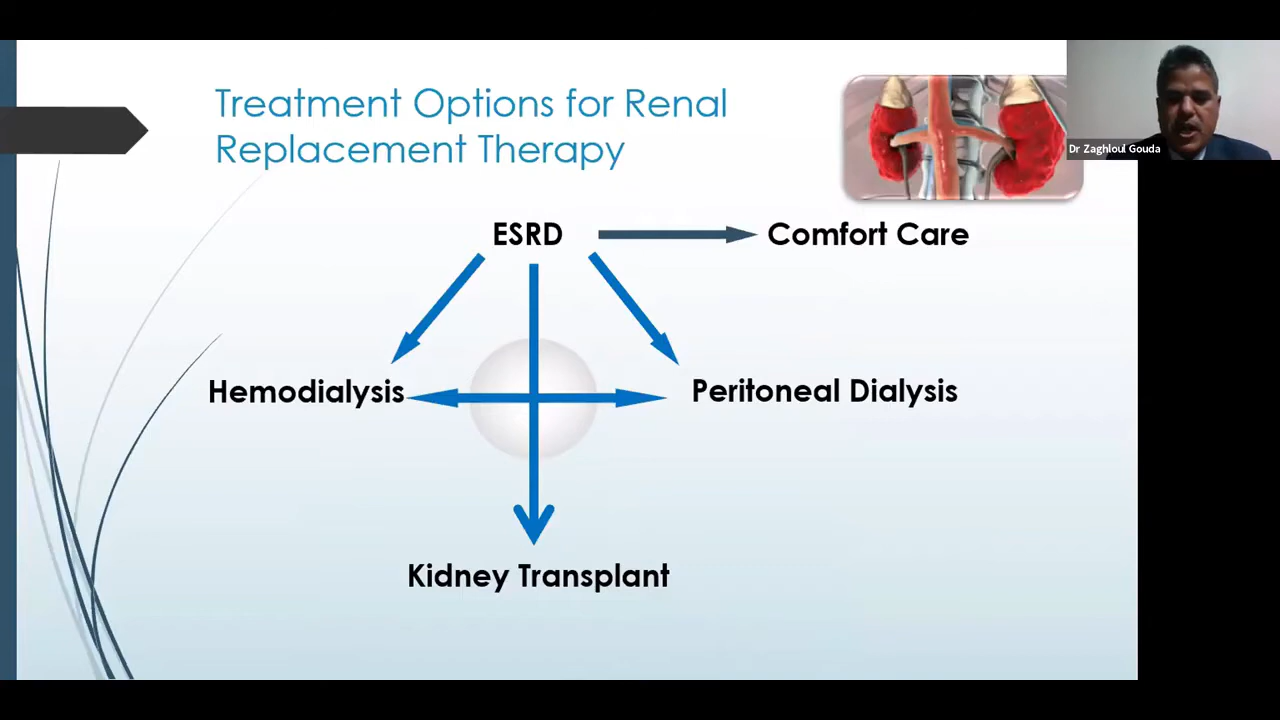 Treatment Options for Renal
Replacement Therapy
Dr Zaghloul Gouda
ESRD
Comfort Care
Hemodialysis
Peritoneal Dialysis
Kidney Transplant